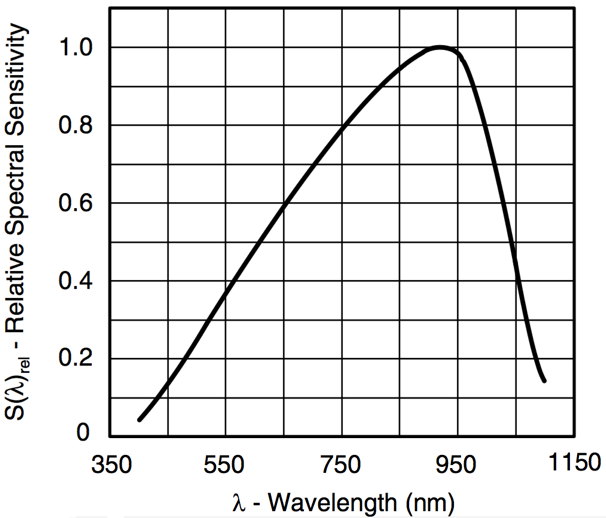 S(λ)rel - Relative Spectral Sensitivity
1.0
0.8
0.6
0.4
0.2
0
350 550 750 950 1150
λ - Wavelength (nm)